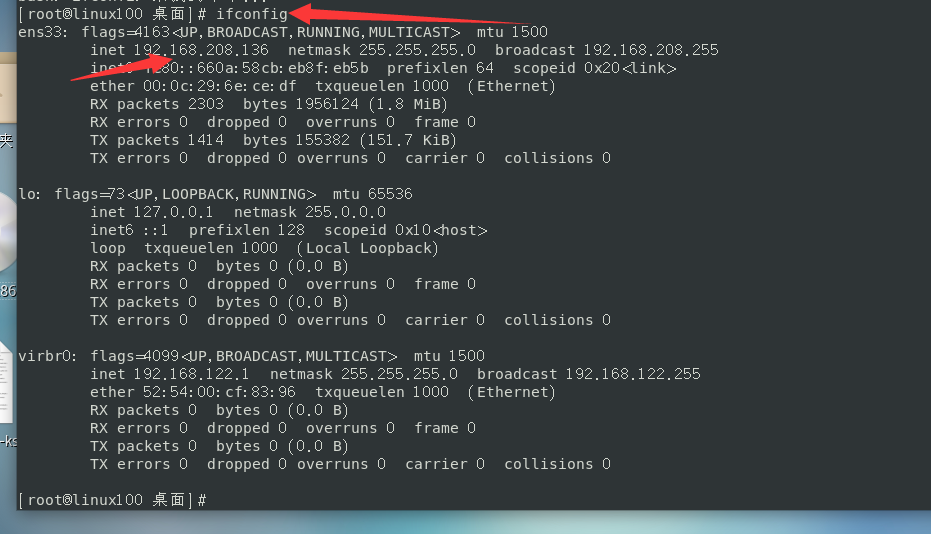 [root@linux100 桌面]# ifconfig
ens33: flags=4163<UP,BROADCAST,RUNNING,MULTICAST>  mtu 1500
inet 192.168.208.136  netmask 255.255.255.0  broadcast 192.168.208.255
80::660a:58cb:eb8f:eb5b  prefixlen 64  scopeid 0x20<link>
ether 00:0c:29:6e:ce:df  txqueuelen 1000  (Ethernet)
RX packets 2303  bytes 1956124 (1.8 MiB)
RX errors 0  dropped 0  overruns 0  frame 0
夹
TX packets 1414  bytes 155382 (151.7 KiB)
TX errors 0  dropped 0 overruns 0  carrier 0  collisions 0
lo: flags=73<UP,LOOPBACK,RUNNING>  mtu 65536
inet 127.0.0.1  netmask 255.0.0.0
inet6 ::1  prefixlen 128  scopeid 0x10<host>
loop  txqueuelen 1000  (Local Loopback)
RX packets 0  bytes 0 (0.0 B)
RX errors 0  dropped 0  overruns 0  frame 0
86
TX packets 0  bytes 0 (0.0 B)
TX errors 0  dropped 0 overruns 0  carrier 0  collisions 0
virbr0: flags=4099<UP,BROADCAST,MULTICAST>  mtu 1500
inet 192.168.122.1  netmask 255.255.255.0  broadcast 192.168.122.255
ether 52:54:00:cf:83:96  txqueuelen 1000  (Ethernet)
RX packets 0  bytes 0 (0.0 B)
RX errors 0  dropped 0  overruns 0  frame 0
-ks
TX packets 0  bytes 0 (0.0 B)
TX errors 0  dropped 0 overruns 0  carrier 0  collisions 0
[root@linux100 桌面]#